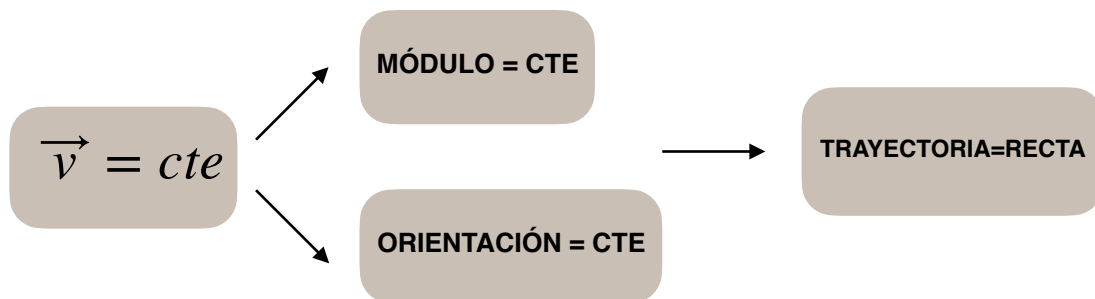 MÓDULO = CTE
v⃗ = cte
TRAYECTORIA=RECTA
ORIENTACIÓN = CTE